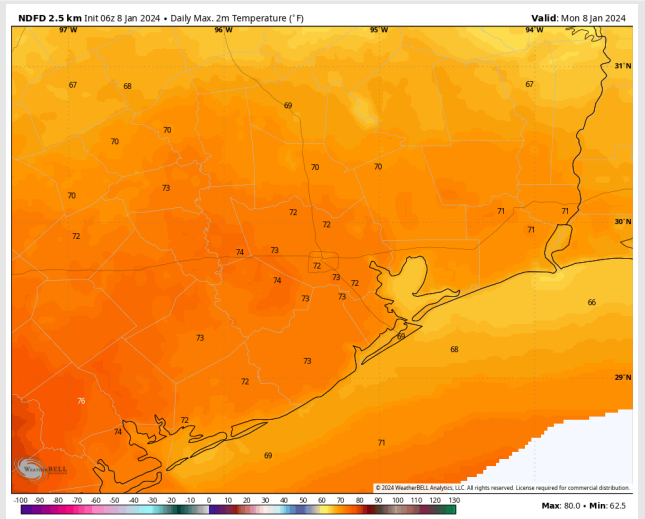 NDFD 2.5 km Init 06z 8 Jan 2024 • Daily Max. 2m Temperature (°F) Valid: Mon 8 Jan 2024
97°W 96°W 95°W 94°W
31°N
67 68 67
69
70
70
70 70
73
70
72 71 71
30°N
72 71
72
74 73
72
74 73 72
73 73
66
73 69
68
73
29°N
72
76
72
74
71
69
WeatherBELL
© 2024 WeatherBELL Analytics, LLC. All rights reserved. License required for commercial distribution.
-100 -90 -80 -70 -60 -50 -40 -30 -20 -10 0 10 20 30 40 50 60 70 80 90 100 110 120 130
Max: 80.0 • Min: 62.5